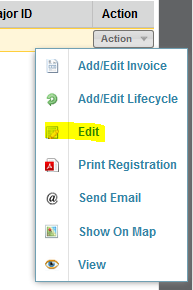 ajor ID Action
Action
Add/Edit Invoice
Add/Edit Lifecycle
Edit
Print Registration
@ Send Email
Show On Map
View